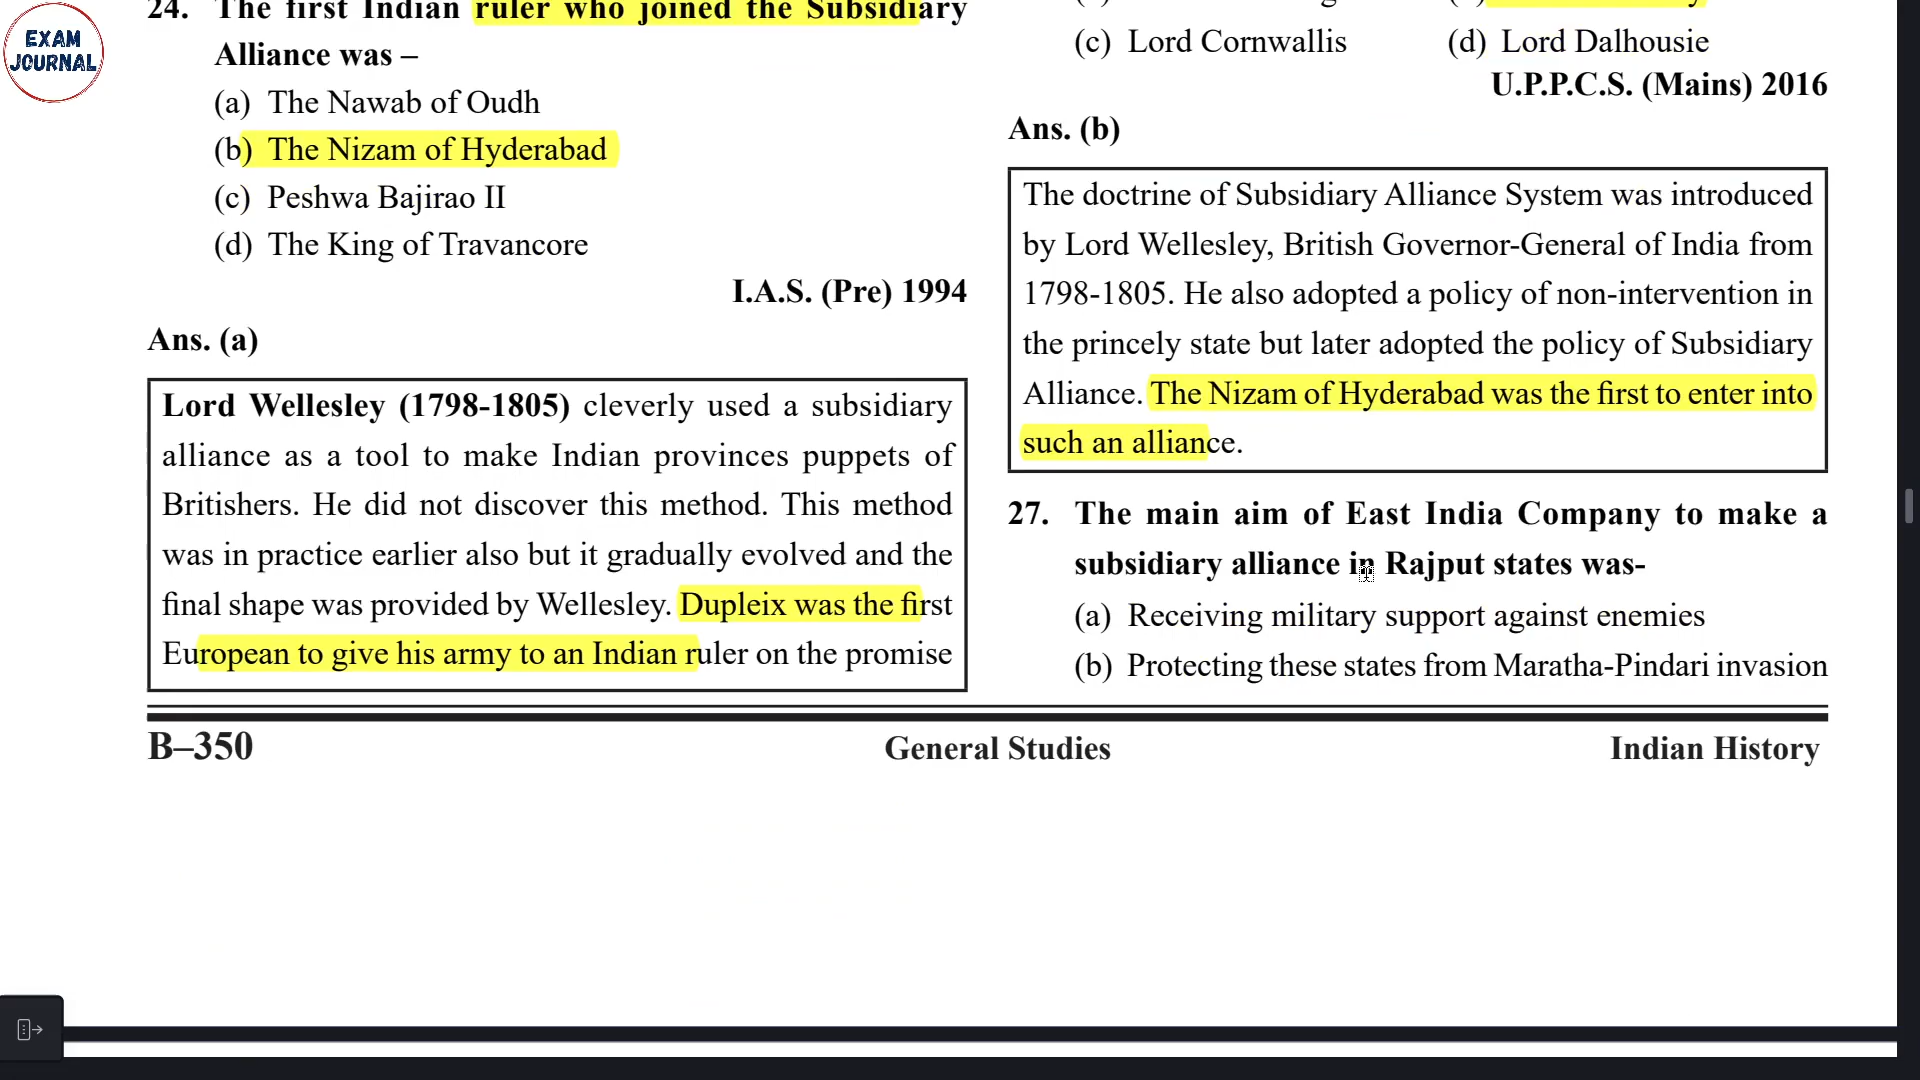 EXAM
JOURNAL
24. The first Indian ruler who joined the Subsidiary
Alliance was –
(a) The Nawab of Oudh
(b) The Nizam of Hyderabad
(c) Peshwa Bajirao II
(d) The King of Travancore
I.A.S. (Pre) 1994
Ans. (a)
Lord Wellesley (1798-1805) cleverly used a subsidiary
alliance as a tool to make Indian provinces puppets of
Britishers. He did not discover this method. This method
was in practice earlier also but it gradually evolved and the
final shape was provided by Wellesley. Dupleix was the first
European to give his army to an Indian ruler on the promise
(c) Lord Cornwallis (d) Lord Dalhousie
U.P.P.C.S. (Mains) 2016
Ans. (b)
The doctrine of Subsidiary Alliance System was introduced
by Lord Wellesley, British Governor-General of India from
1798-1805. He also adopted a policy of non-intervention in
the princely state but later adopted the policy of Subsidiary
Alliance. The Nizam of Hyderabad was the first to enter into
such an alliance.
27. The main aim of East India Company to make a
subsidiary alliance in Rajput states was-
(a) Receiving military support against enemies
(b) Protecting these states from Maratha-Pindari invasion
B–350 General Studies Indian History